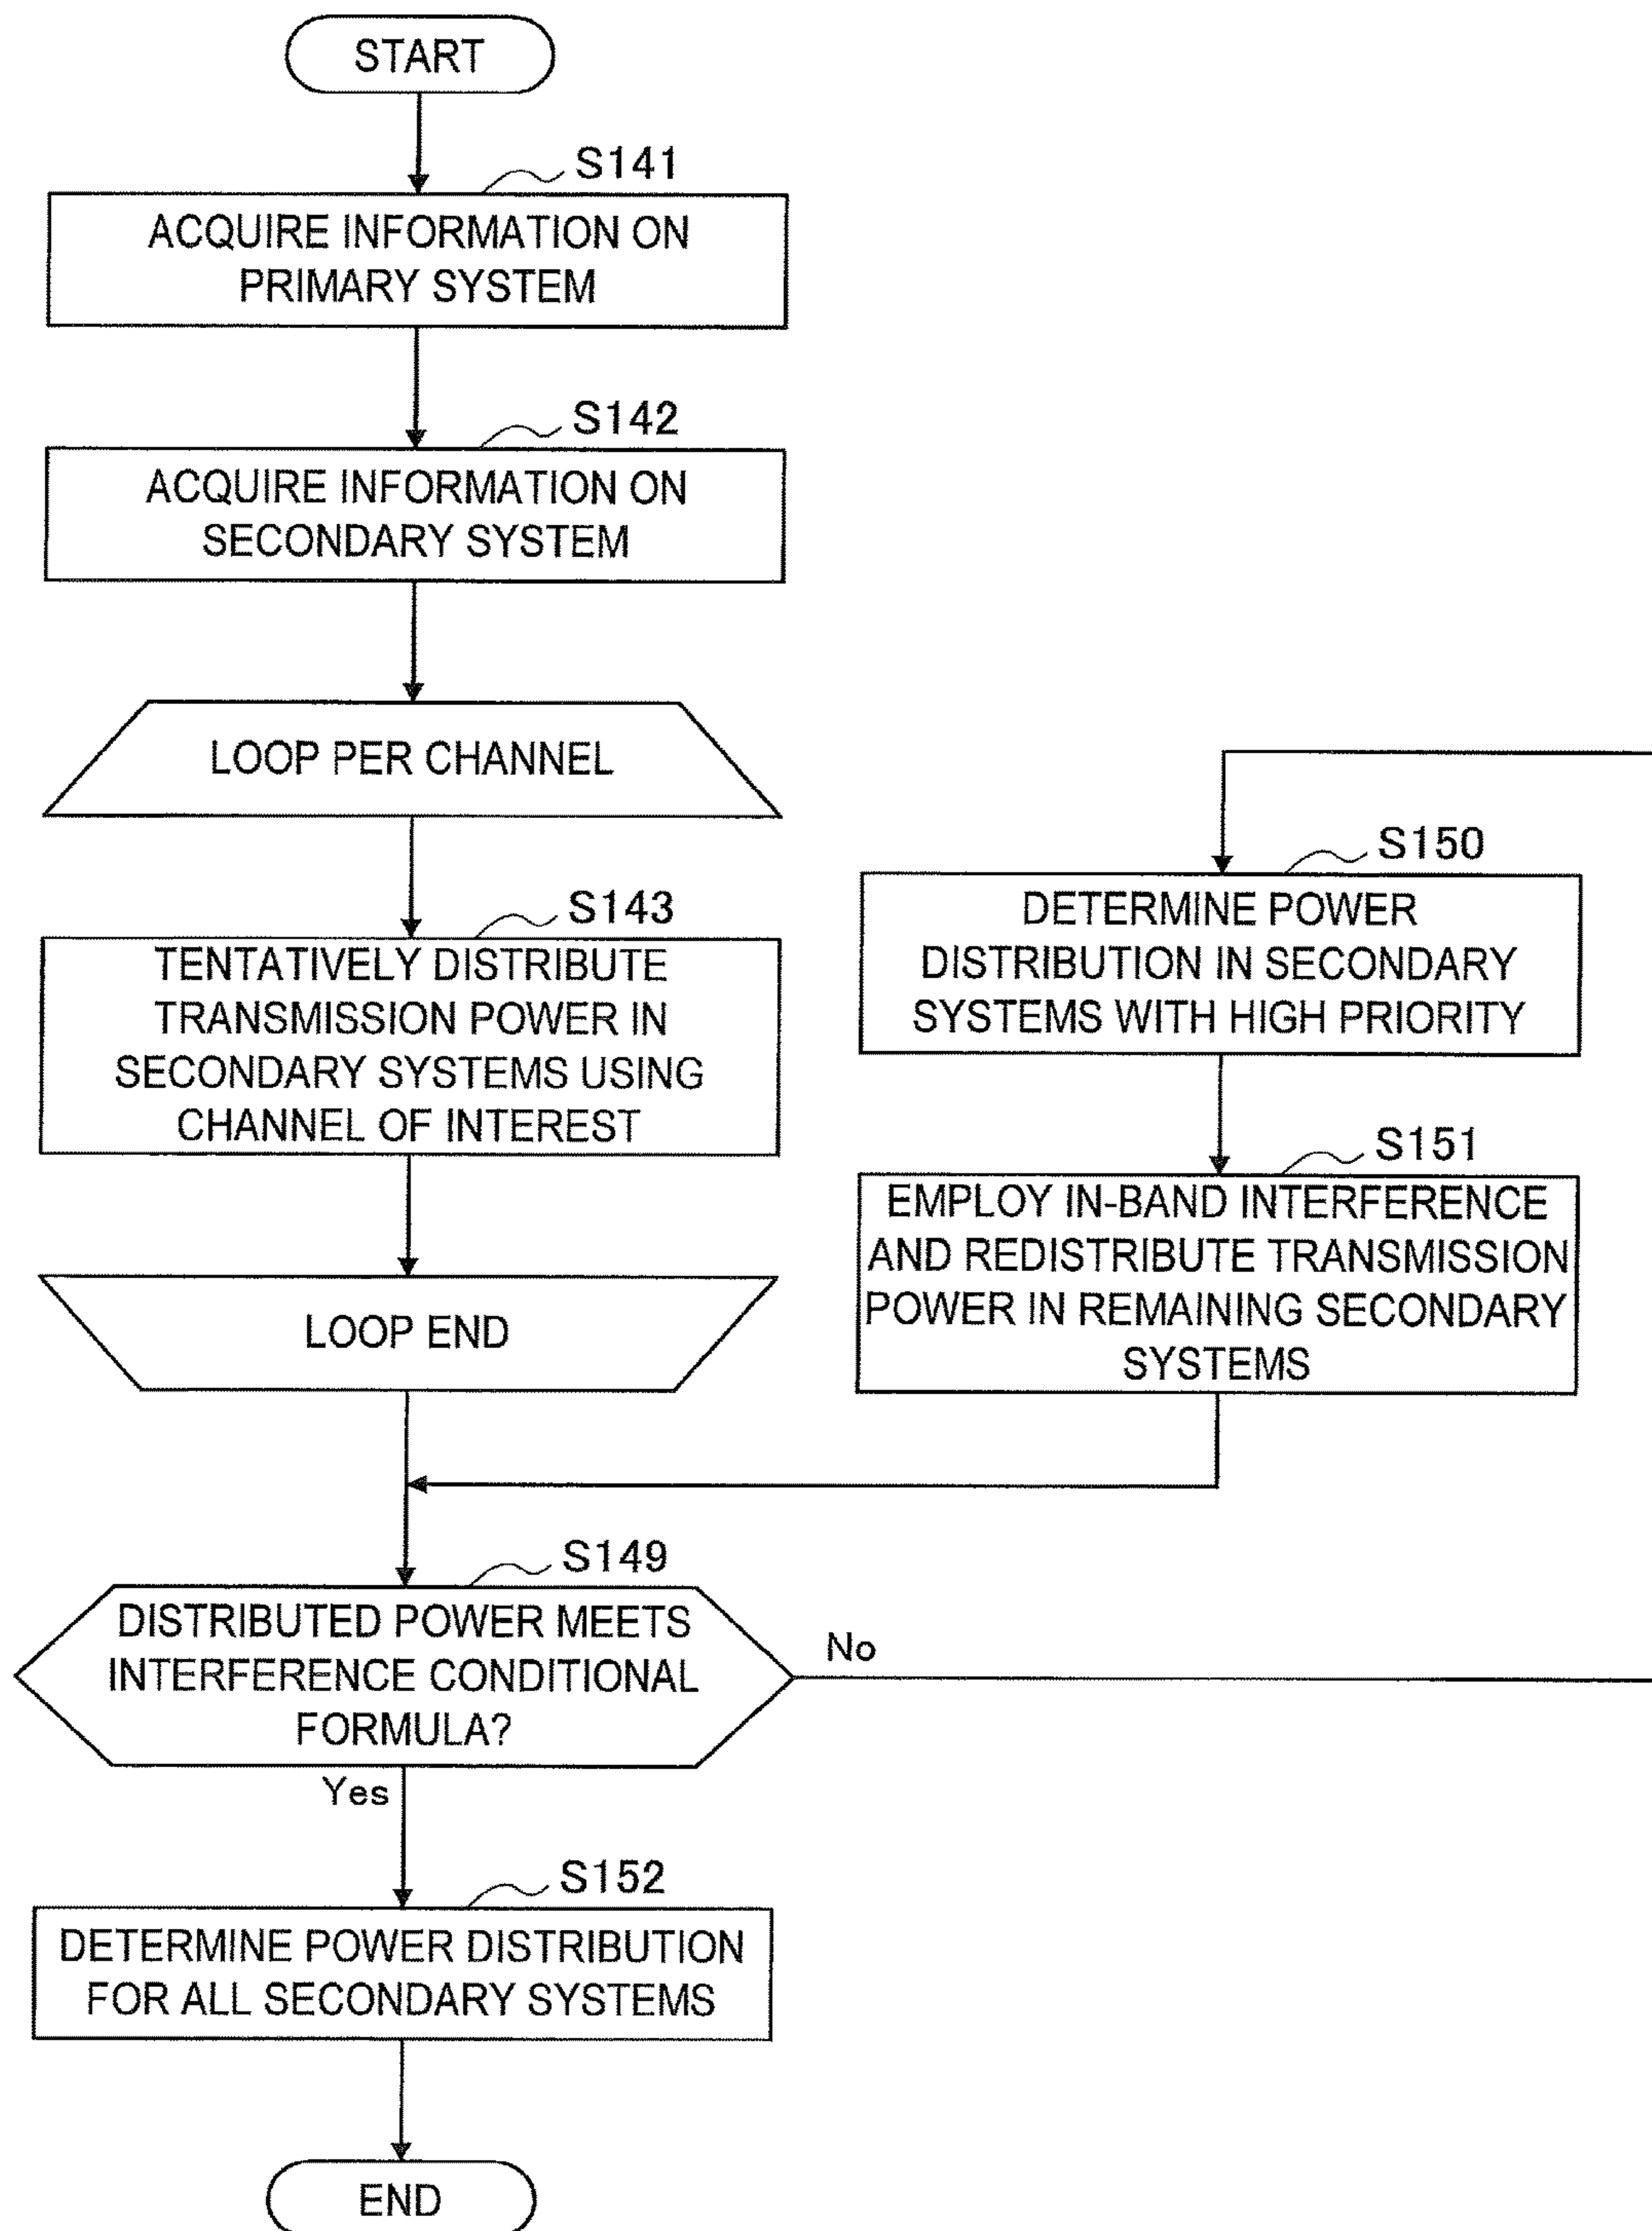 START
S141
ACQUIRE INFORMATION ON
PRIMARY SYSTEM
S142
ACQUIRE INFORMATION ON
SECONDARY SYSTEM
LOOP PER CHANNEL
S143
TENTATIVELY DISTRIBUTE
TRANSMISSION POWER IN
SECONDARY SYSTEMS USING
CHANNEL OF INTEREST
LOOP END
S149
DISTRIBUTED POWER MEETS
INTERFERENCE CONDITIONAL
FORMULA?
No
Yes
S150
DETERMINE POWER
DISTRIBUTION IN SECONDARY
SYSTEMS WITH HIGH PRIORITY
S151
EMPLOY IN-BAND INTERFERENCE
AND REDISTRIBUTE TRANSMISSION
POWER IN REMAINING SECONDARY
SYSTEMS
S152
DETERMINE POWER DISTRIBUTION
FOR ALL SECONDARY SYSTEMS
END